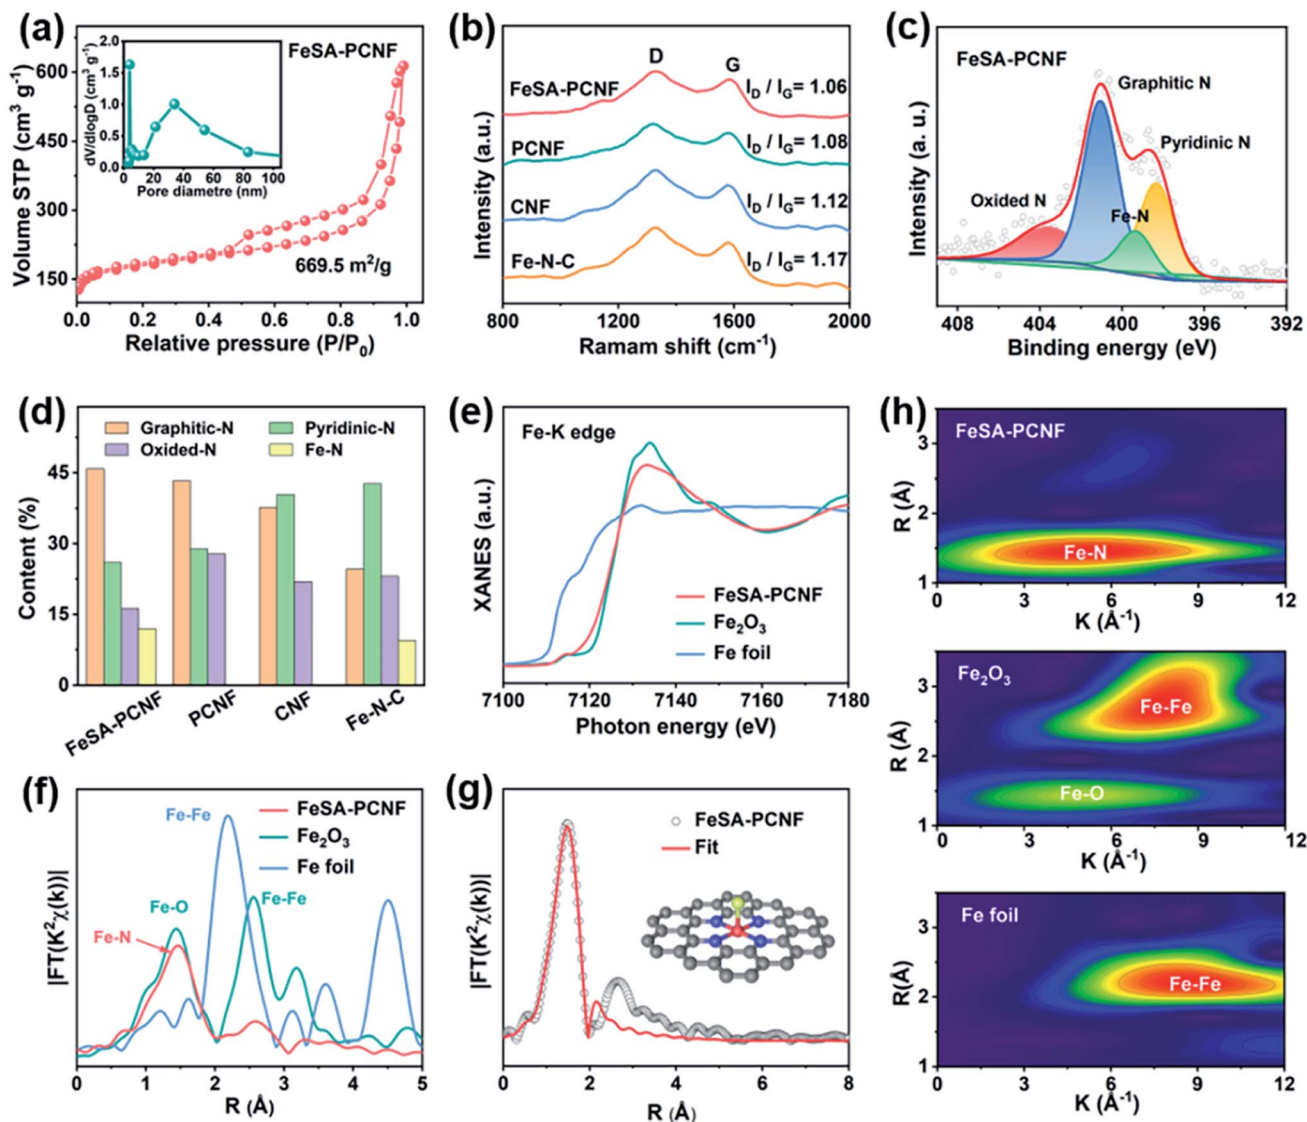 (a)
FeSA-PCNF
Volume STP (cm³ g⁻¹)
600
450
300
150
0.0 0.2 0.4 0.6 0.8 1.0
Relative pressure (P/P₀)
669.5 m²/g
dV/dlogD (cm³ g⁻¹)
2.0
1.5
1.0
0.5
0.0
0 20 40 60 80 100
Pore diametre (nm)
(b)
Intensity (a.u.)
D
G
FeSA-PCNF
I_D / I_G= 1.06
PCNF
I_D / I_G= 1.08
CNF
I_D / I_G= 1.12
Fe-N-C
I_D / I_G= 1.17
800 1200 1600 2000
Ramam shift (cm⁻¹)
(c)
FeSA-PCNF
Intensity (a. u.)
Graphitic N
Pyridinic N
Oxided N
Fe-N
408 404 400 396 392
Binding energy (eV)
(d)
Graphitic-N
Pyridinic-N
Oxided-N
Fe-N
Content (%)
45
30
15
0
FeSA-PCNF
PCNF
CNF
Fe-N-C
(e)
Fe-K edge
XANES (a.u.)
FeSA-PCNF
Fe₂O₃
Fe foil
7100 7120 7140 7160 7180
Photon energy (eV)
(f)
|FT(K²χ(k))|
Fe-Fe
FeSA-PCNF
Fe₂O₃
Fe foil
Fe-O
Fe-Fe
Fe-N
0 1 2 3 4 5
R (Å)
(g)
|FT(K²χ(k))|
FeSA-PCNF
Fit
0 2 4 6 8
R (Å)
(h)
FeSA-PCNF
R (Å)
3
2
1
Fe-N
0 3 6 9 12
K (Å⁻¹)
Fe₂O₃
R (Å)
3
2
1
Fe-Fe
Fe-O
0 3 6 9 12
K (Å⁻¹)
Fe foil
R(Å)
3
2
1
Fe-Fe
0 3 6 9 12
K (Å⁻¹)